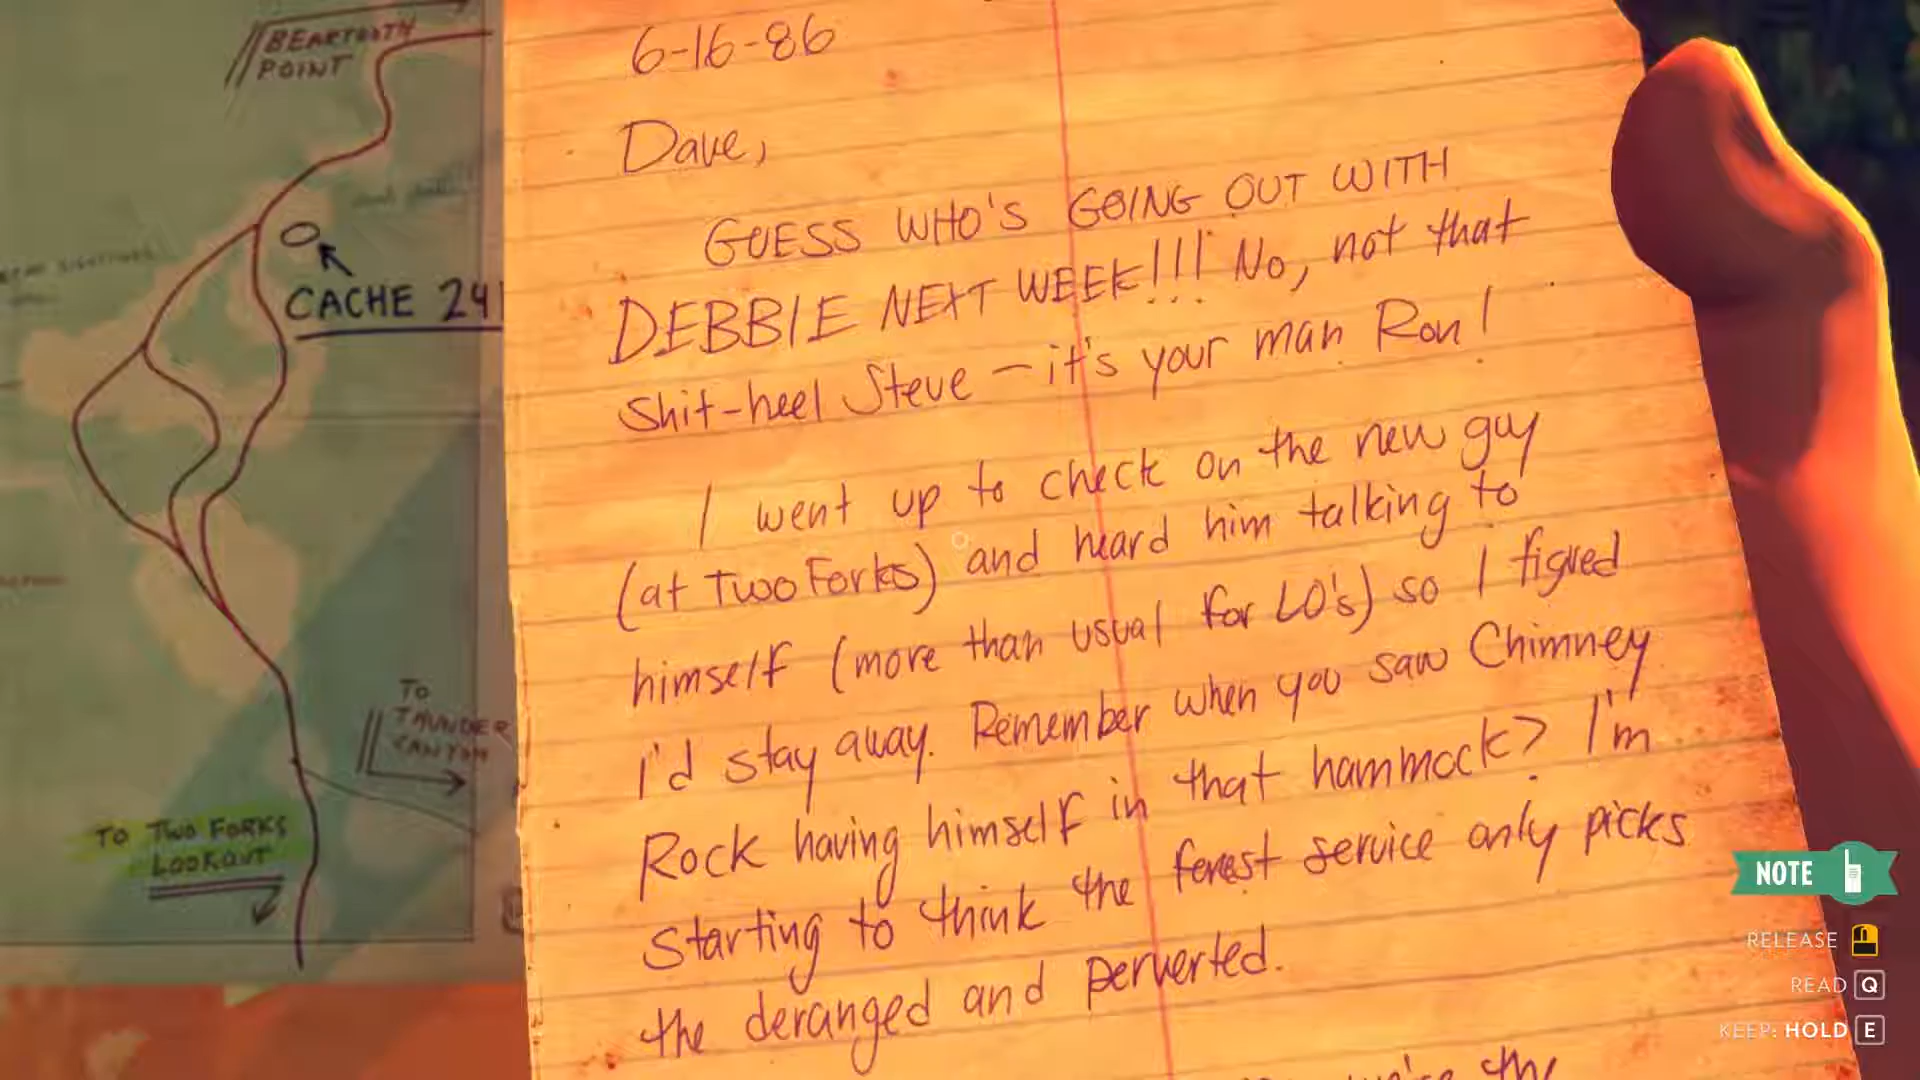 BEARTOOTH
POINT
CACHE 24
TO
THUNDER
CANYON
TO TWO FORKS
LOOKOUT
6-16-86
Dave,
GUESS WHO'S GOING OUT WITH
DEBBIE NEXT WEEK!!! No, not that
Shit-heel Steve - it's your man Ron!
I went up to check on the new guy
(at Two Forks) and heard him talking to
himself (more than usual for LO's) so I figured
I'd stay away. Remember when you saw Chimney
Rock having himself in that hammock? I'm
starting to think the forest service only picks
the deranged and perverted.
the
NOTE
RELEASE
READ Q
KEEP: HOLD E